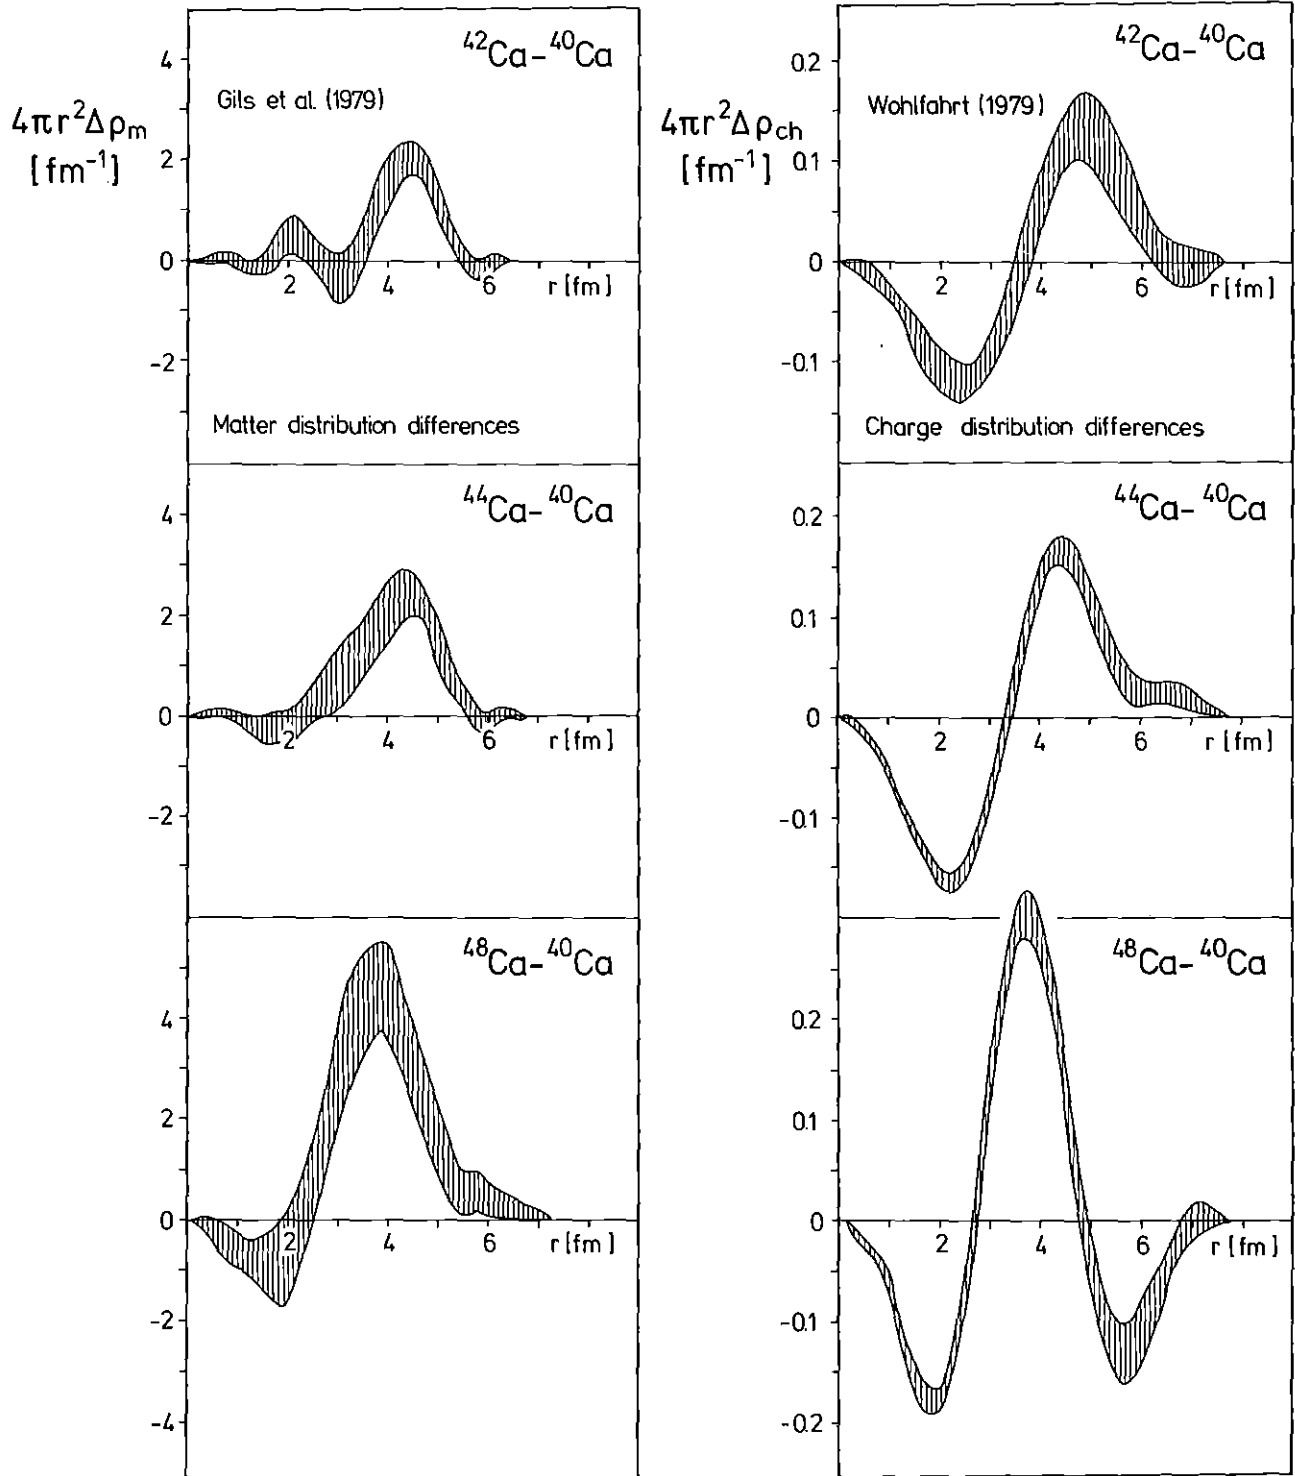 ⁴²Ca-⁴⁰Ca
Gils et al. (1979)
4πr²Δρm
[fm⁻¹]
4
2
0
-2
2 4 6 r [fm]
Matter distribution differences
⁴²Ca-⁴⁰Ca
Wohlfahrt (1979)
4πr²Δρch
[fm⁻¹]
0.2
0.1
0
-0.1
2 4 6 r [fm]
Charge distribution differences
⁴⁴Ca-⁴⁰Ca
4
2
0
-2
2 4 6 r [fm]
⁴⁴Ca-⁴⁰Ca
0.2
0.1
0
-0.1
2 4 6 r [fm]
⁴⁸Ca-⁴⁰Ca
4
2
0
-2
-4
2 4 6 r [fm]
⁴⁸Ca-⁴⁰Ca
0.2
0.1
0
-0.1
-0.2
2 4 6 r [fm]